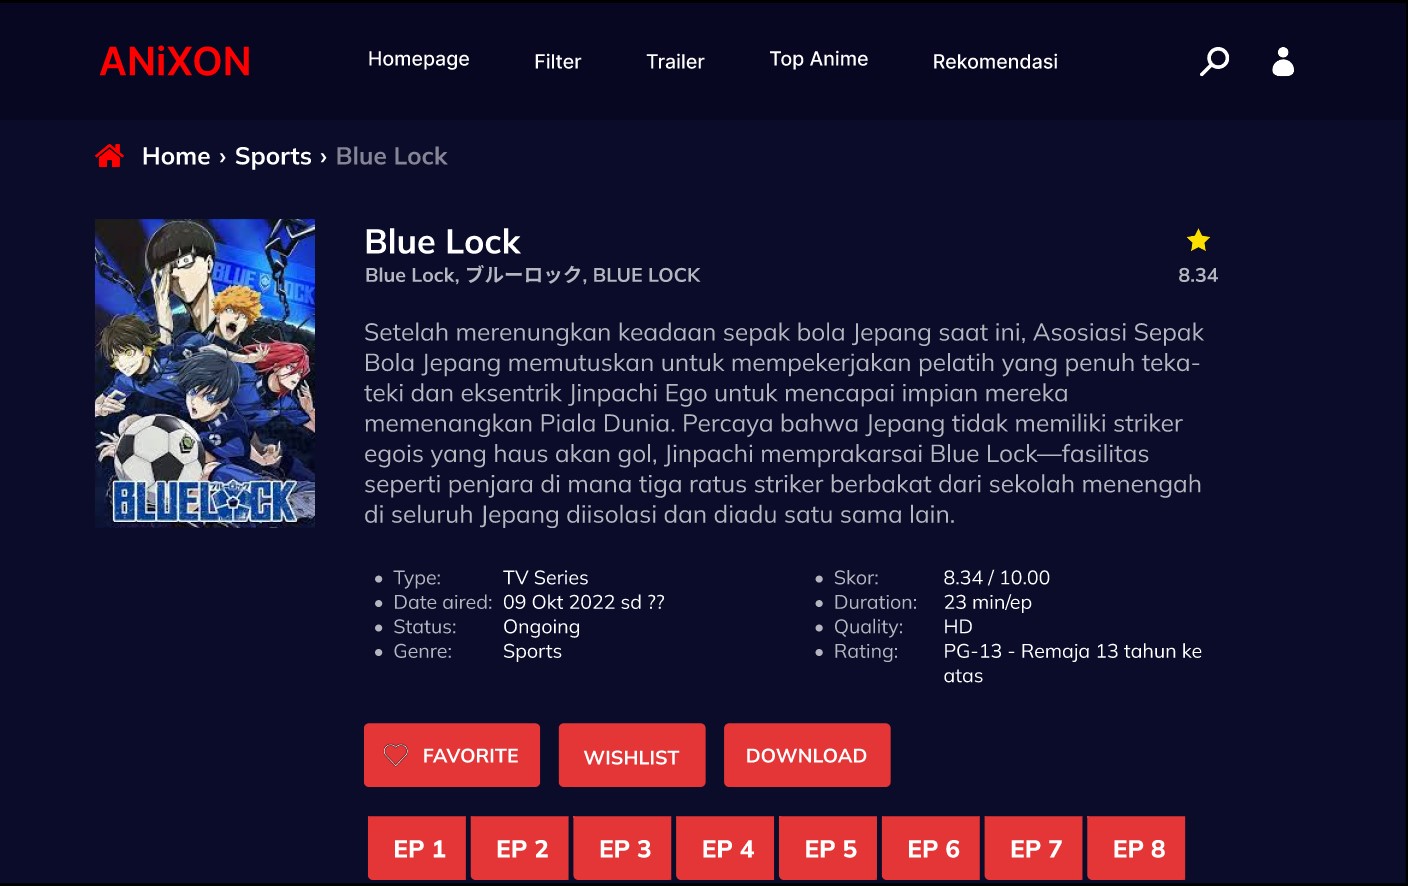 ANiXON
Homepage
Filter
Trailer
Top Anime
Rekomendasi
Home › Sports › Blue Lock
BLUE LOCK
BLUELOCK
Blue Lock
Blue Lock, ブルーロック, BLUE LOCK
8.34
Setelah merenungkan keadaan sepak bola Jepang saat ini, Asosiasi Sepak
Bola Jepang memutuskan untuk mempekerjakan pelatih yang penuh teka-
teki dan eksentrik Jinpachi Ego untuk mencapai impian mereka
memenangkan Piala Dunia. Percaya bahwa Jepang tidak memiliki striker
egois yang haus akan gol, Jinpachi memprakarsai Blue Lock—fasilitas
seperti penjara di mana tiga ratus striker berbakat dari sekolah menengah
di seluruh Jepang diisolasi dan diadu satu sama lain.
• Type: TV Series
• Date aired: 09 Okt 2022 sd ??
• Status: Ongoing
• Genre: Sports
• Skor: 8.34 / 10.00
• Duration: 23 min/ep
• Quality: HD
• Rating: PG-13 - Remaja 13 tahun ke
atas
FAVORITE
WISHLIST
DOWNLOAD
EP 1
EP 2
EP 3
EP 4
EP 5
EP 6
EP 7
EP 8